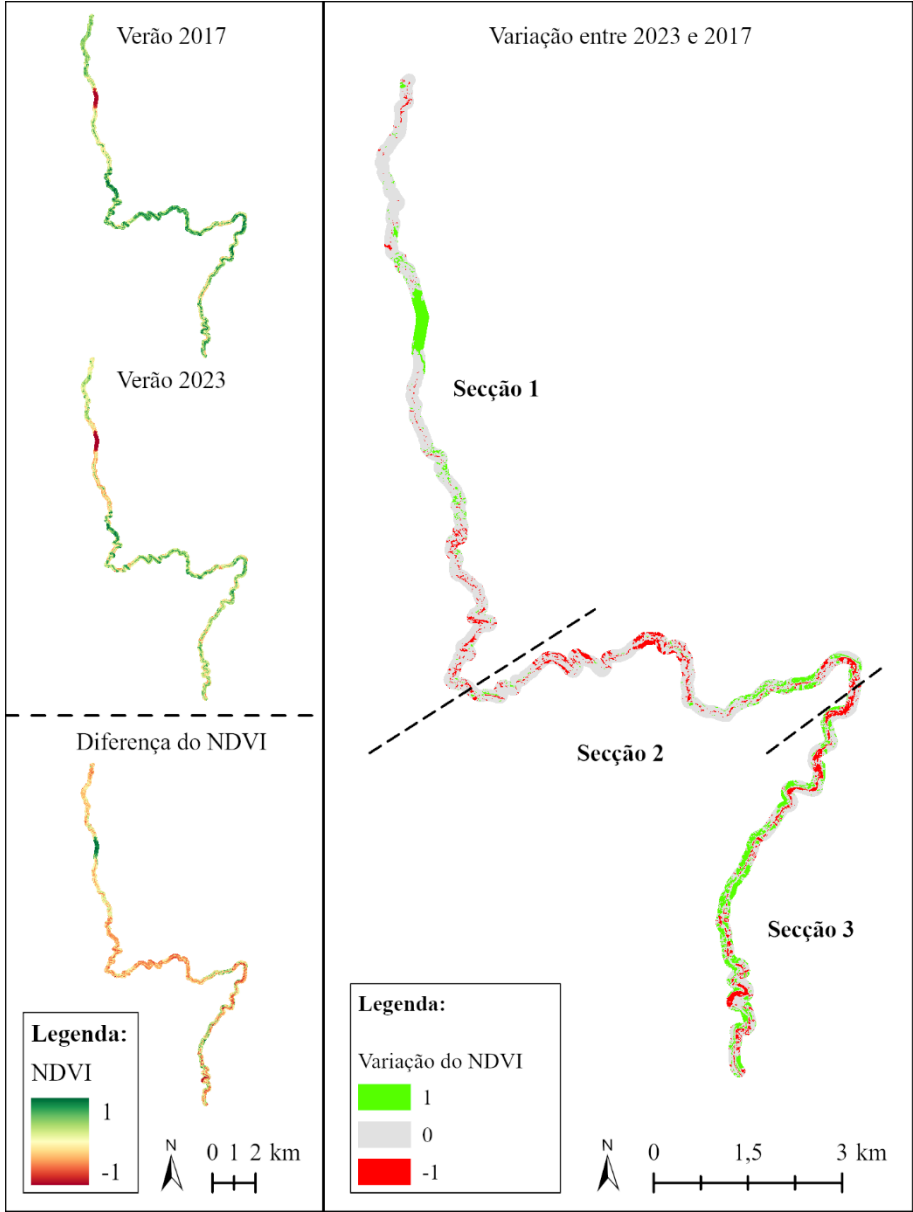 Verão 2017
Verão 2023
Diferença do NDVI
Legenda:
NDVI
1
-1
N
0 1 2 km
Variação entre 2023 e 2017
Secção 1
Secção 2
Secção 3
Legenda:
Variação do NDVI
1
0
-1
N
0 1,5 3 km